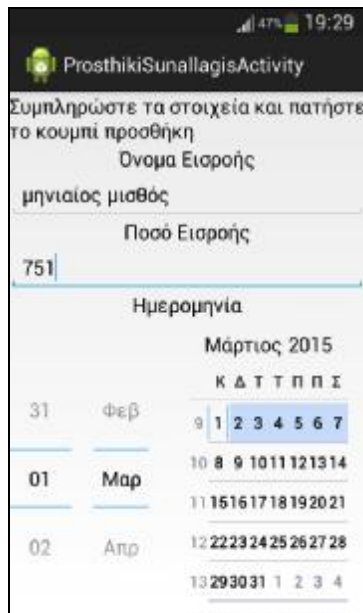 47% 19:29
ProsthikiSunallagisActivity
Συμπληρώστε τα στοιχεία και πατήστε
το κουμπί προσθήκη
Όνομα Εισροής
μηνιαίος μισθός
Ποσό Εισροής
751
Ημερομηνία
Μάρτιος 2015
Κ Δ Τ Τ Π Π Σ
31 Φεβ
9 1 2 3 4 5 6 7
10 8 9 10 11 12 13 14
01 Μαρ
11 15 16 17 18 19 20 21
02 Απρ
12 22 23 24 25 26 27 28
13 29 30 31 1 2 3 4